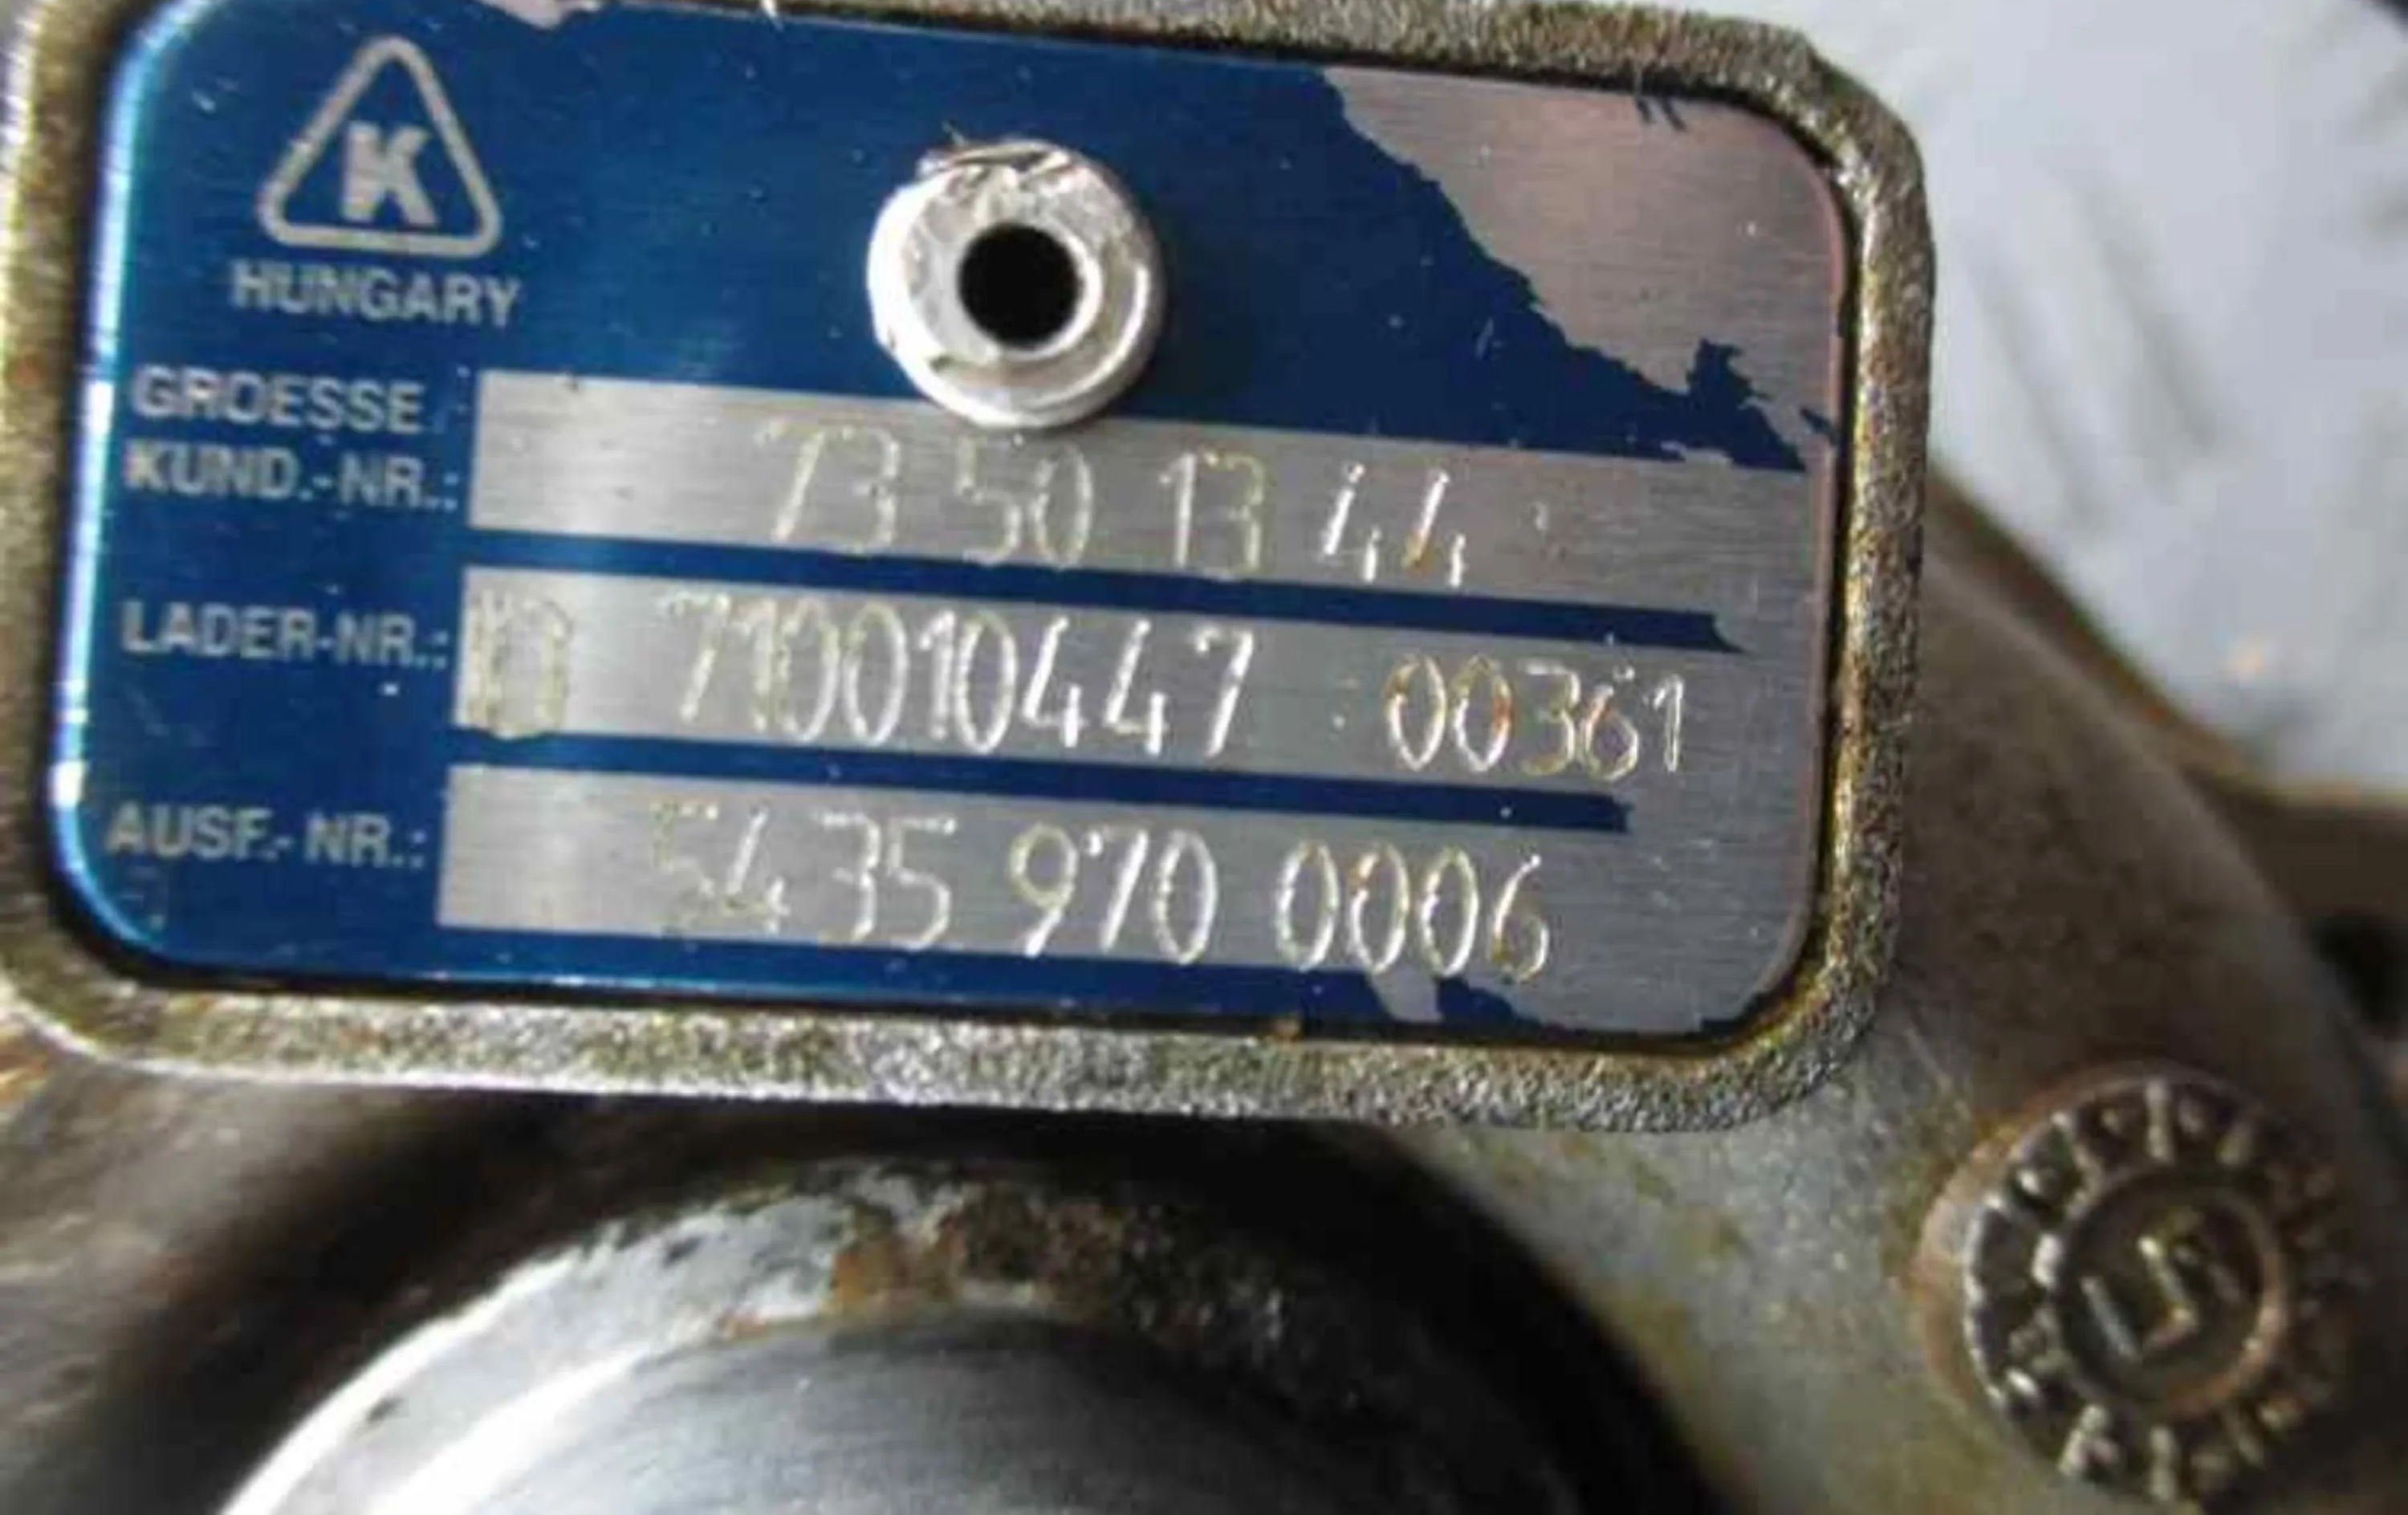 K
HUNGARY
GROESSE
KUND.-NR.: 73 50 13 44
LADER-NR.: 710010447 00361
AUSF.-NR.: 5435 970 0006